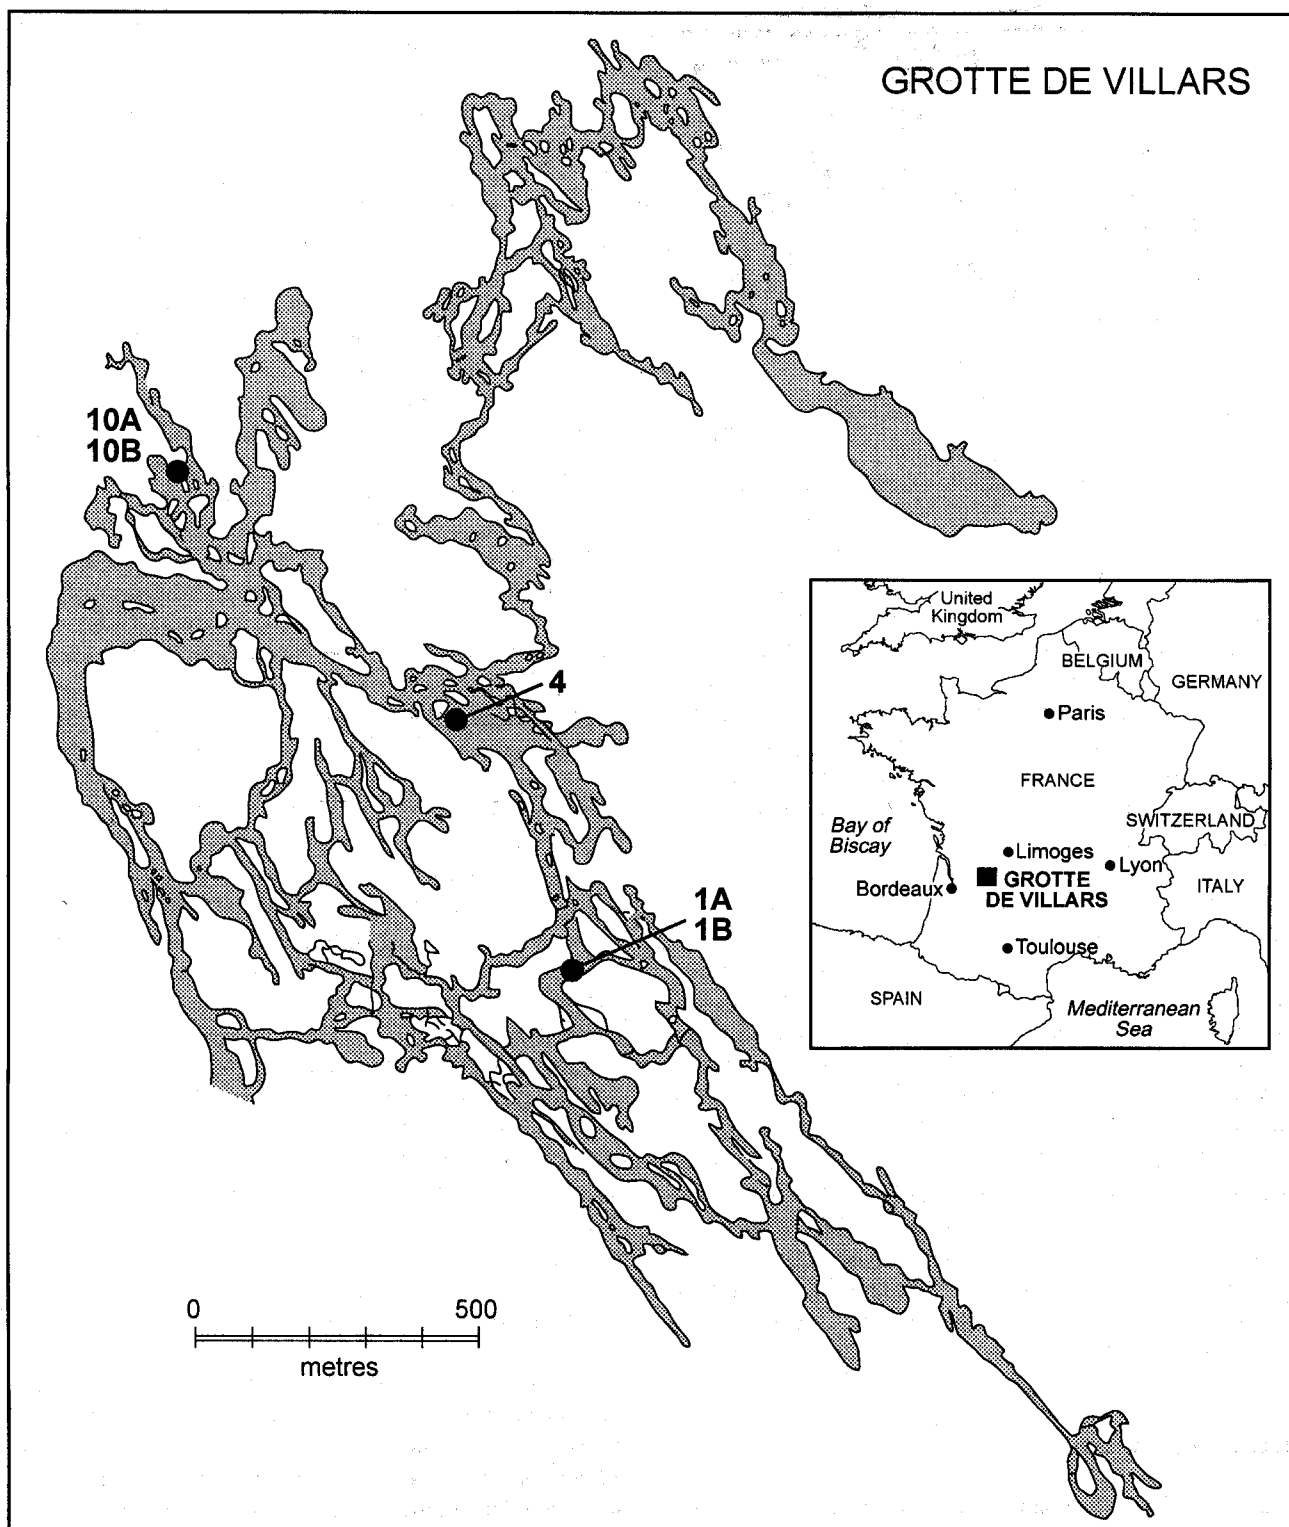 GROTTE DE VILLARS
10A
10B
4
1A
1B
0 500
metres
United
Kingdom
BELGIUM
GERMANY
Paris
FRANCE
SWITZERLAND
Bay of
Biscay
Limoges
Lyon
ITALY
Bordeaux
GROTTE
DE VILLARS
Toulouse
SPAIN
Mediterranean
Sea